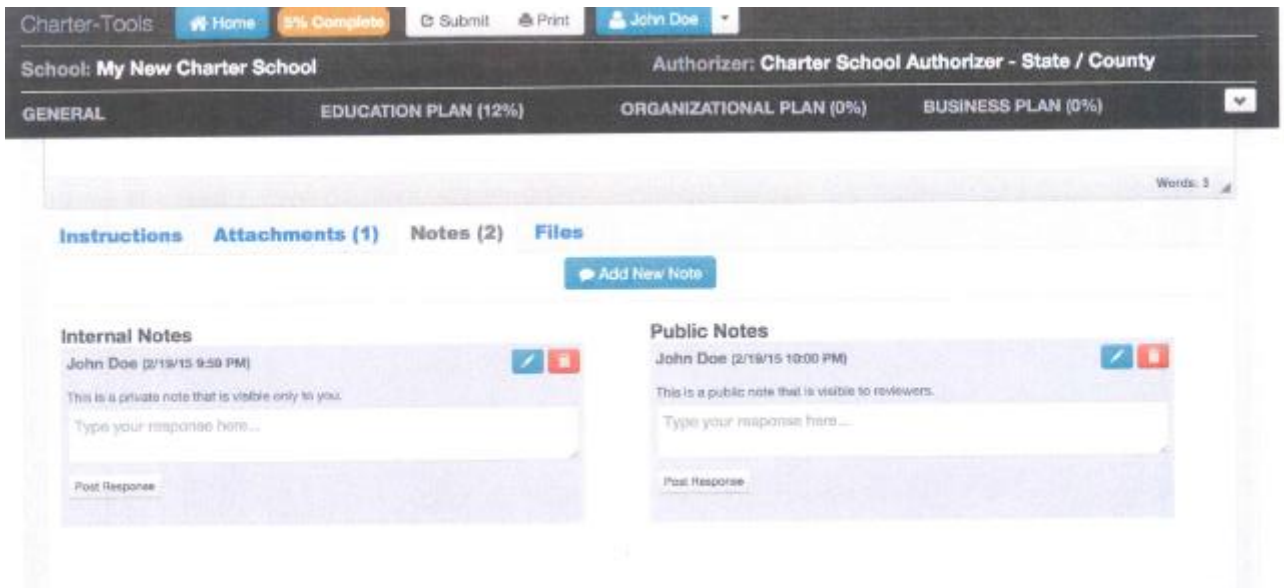 Charter-Tools Home 5% Complete Submit Print John Doe
School: My New Charter School Authorizer: Charter School Authorizer - State / County
GENERAL EDUCATION PLAN (12%) ORGANIZATIONAL PLAN (0%) BUSINESS PLAN (0%)
Words: 3
Instructions Attachments (1) Notes (2) Files
Add New Note
Internal Notes
John Doe (2/19/15 9:59 PM)
This is a private note that is visible only to you.
Type your response here...
Post Response
Public Notes
John Doe (2/19/15 10:00 PM)
This is a public note that is visible to reviewers.
Type your response here...
Post Response